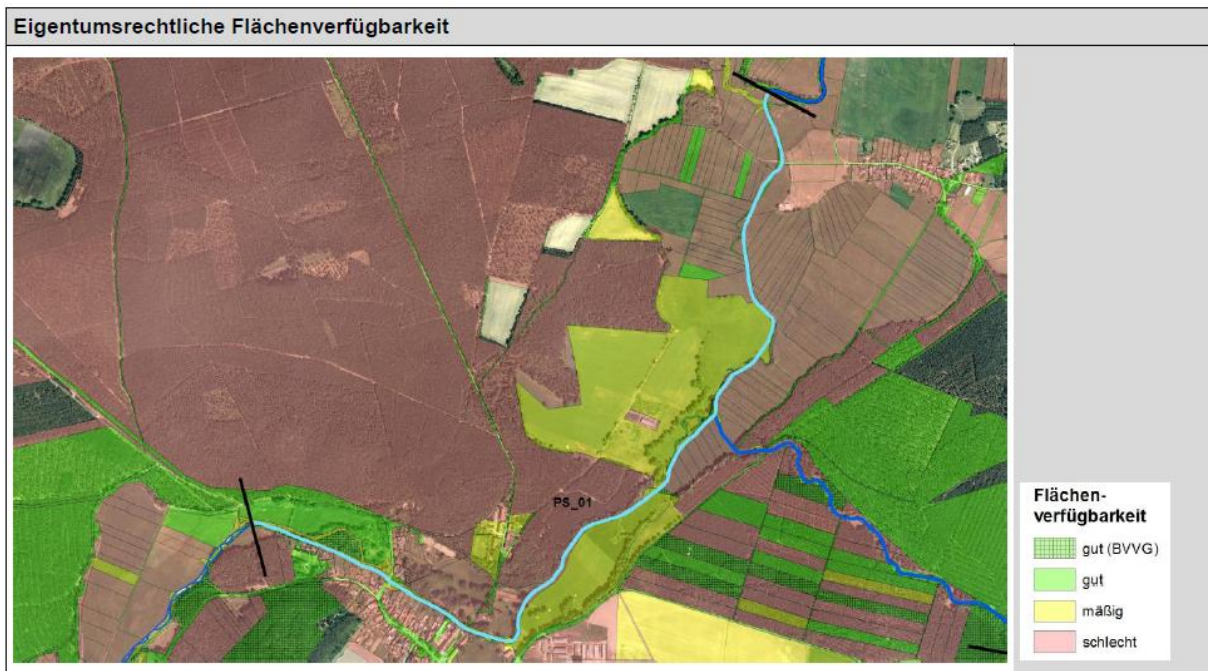 Eigentumsrechtliche Flächenverfügbarkeit
PS_01
Flächen-
verfügbarkeit
gut (BVVG)
gut
mäßig
schlecht